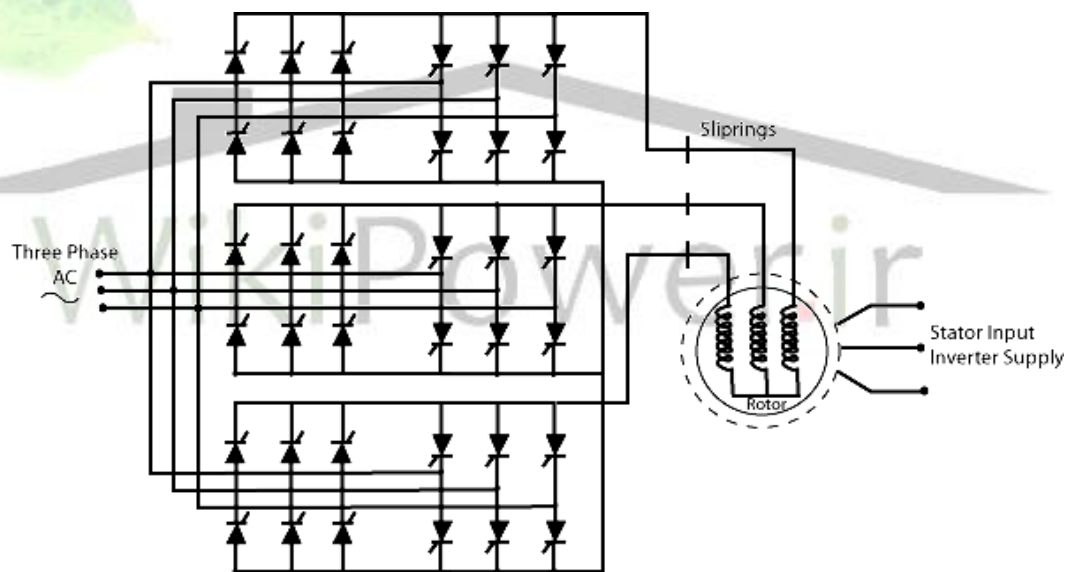 Sliprings
WikiPower.ir
Three Phase
AC
Stator Input
Inverter Supply
Rotor